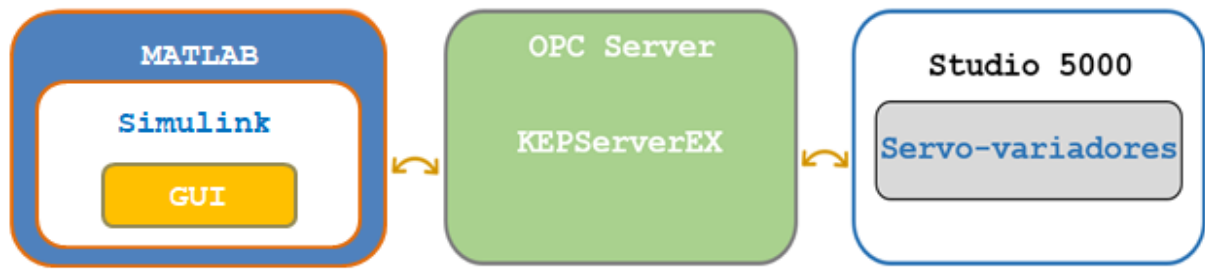 MATLAB
Simulink
GUI
OPC Server
KEPServerEX
Studio 5000
Servo-variadores